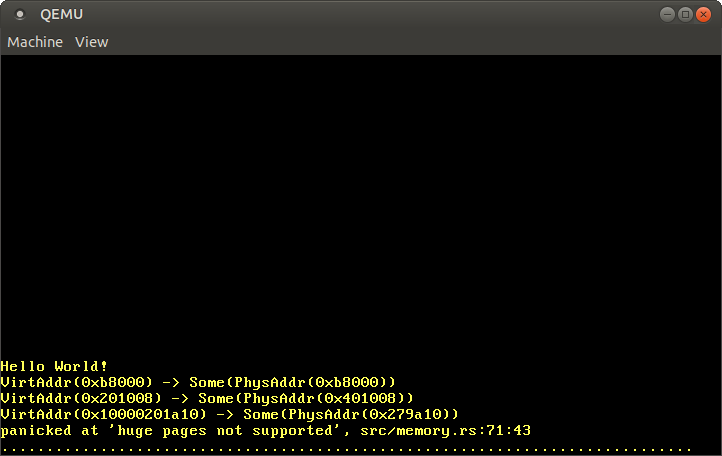 QEMU
Machine View
Hello World!
VirtAddr(0xb8000) -> Some(PhysAddr(0xb8000))
VirtAddr(0x201008) -> Some(PhysAddr(0x401008))
VirtAddr(0x10000201a10) -> Some(PhysAddr(0x279a10))
panicked at 'huge pages not supported', src/memory.rs:71:43
.............................................................................